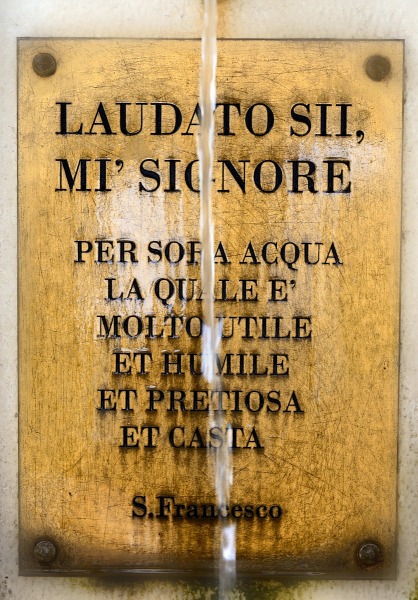 LAUDATO SII,
MI' SIGNORE
PER SORA ACQUA
LA QUALE E'
MOLTO UTILE
ET HUMILE
ET PRETIOSA
ET CASTA
S.Francesco